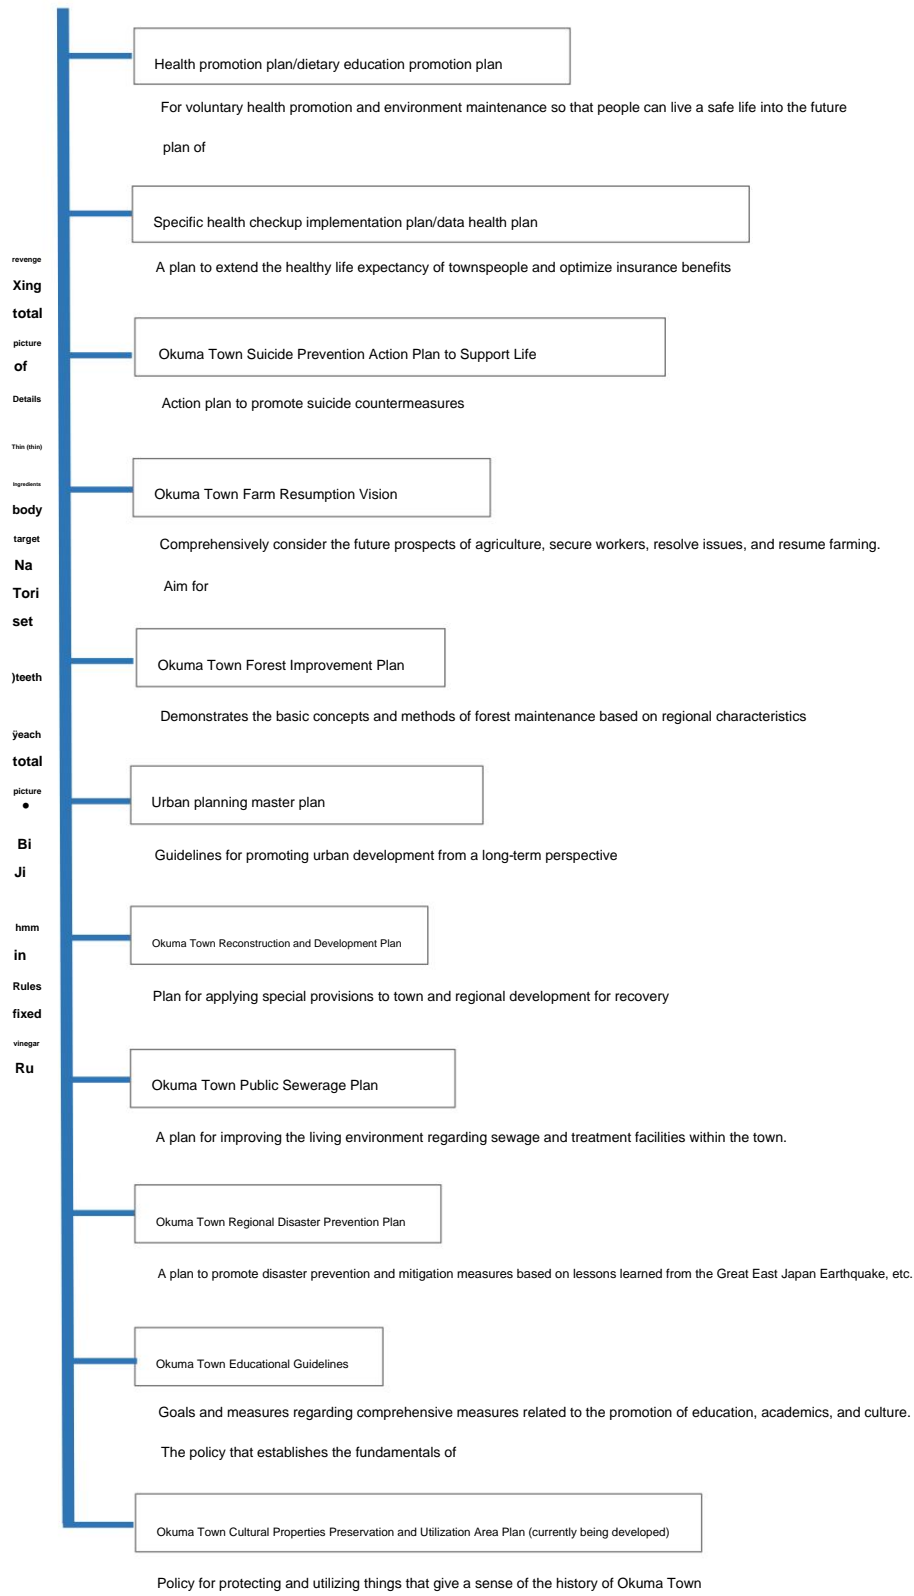 Health promotion plan/dietary education promotion plan
For voluntary health promotion and environment maintenance so that people can live a safe life into the future
plan of
Specific health checkup implementation plan/data health plan
A plan to extend the healthy life expectancy of townspeople and optimize insurance benefits
Okuma Town Suicide Prevention Action Plan to Support Life
Action plan to promote suicide countermeasures
Okuma Town Farm Resumption Vision
Comprehensively consider the future prospects of agriculture, secure workers, resolve issues, and resume farming.
Aim for
Okuma Town Forest Improvement Plan
Demonstrates the basic concepts and methods of forest maintenance based on regional characteristics
Urban planning master plan
Guidelines for promoting urban development from a long-term perspective
Okuma Town Reconstruction and Development Plan
Plan for applying special provisions to town and regional development for recovery
Okuma Town Public Sewerage Plan
A plan for improving the living environment regarding sewage and treatment facilities within the town.
Okuma Town Regional Disaster Prevention Plan
A plan to promote disaster prevention and mitigation measures based on lessons learned from the Great East Japan Earthquake, etc.
Okuma Town Educational Guidelines
Goals and measures regarding comprehensive measures related to the promotion of education, academics, and culture.
The policy that establishes the fundamentals of
Okuma Town Cultural Properties Preservation and Utilization Area Plan (currently being developed)
Policy for protecting and utilizing things that give a sense of the history of Okuma Town
revenge
Xing
total
picture
of
Details
Thin (thin)
Ingredients
body
target
Na
Tori
set
)teeth
ÿeach
total
picture
•
Bi
Ji
hmm
in
Rules
fixed
vinegar
Ru